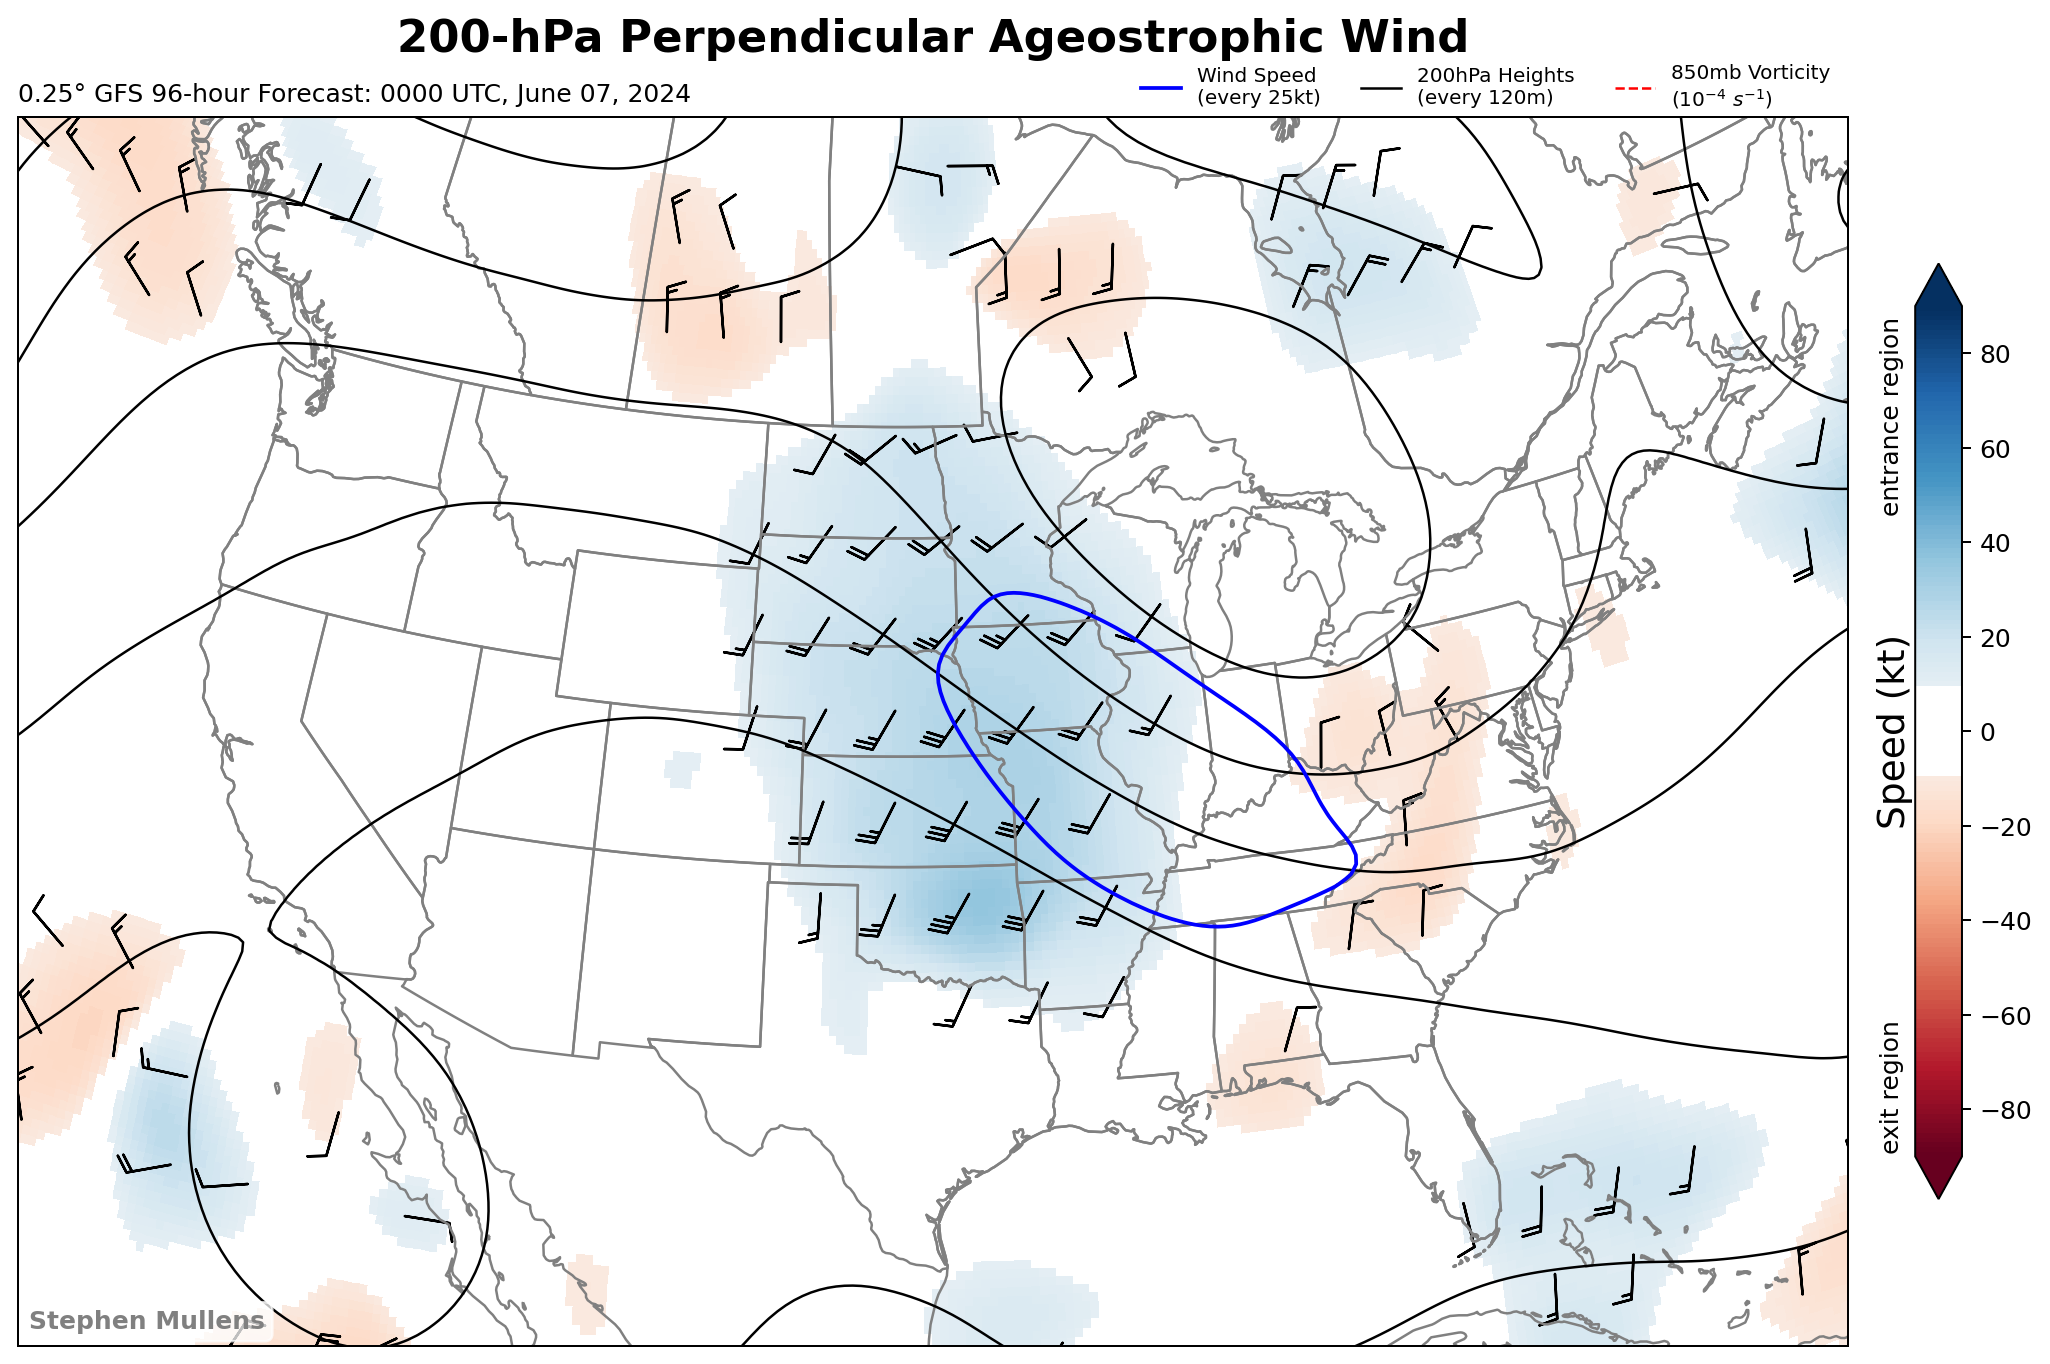 200-hPa Perpendicular Ageostrophic Wind
0.25° GFS 96-hour Forecast: 0000 UTC, June 07, 2024
Wind Speed
(every 25kt)
200hPa Heights
(every 120m)
850mb Vorticity
(10⁻⁴ s⁻¹)
entrance region
Speed (kt)
exit region
80
60
40
20
0
−20
−40
−60
−80
Stephen Mullens